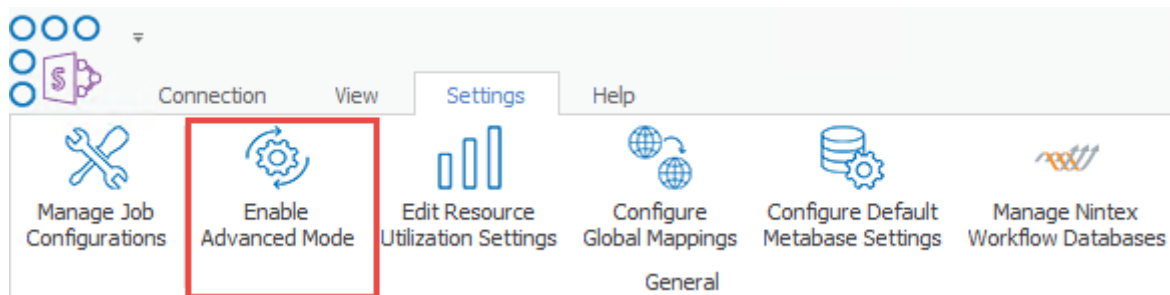 S
Connection View Settings Help
Manage Job Enable Edit Resource Configure Configure Default Manage Nintex
Configurations Advanced Mode Utilization Settings Global Mappings Metabase Settings Workflow Databases
General